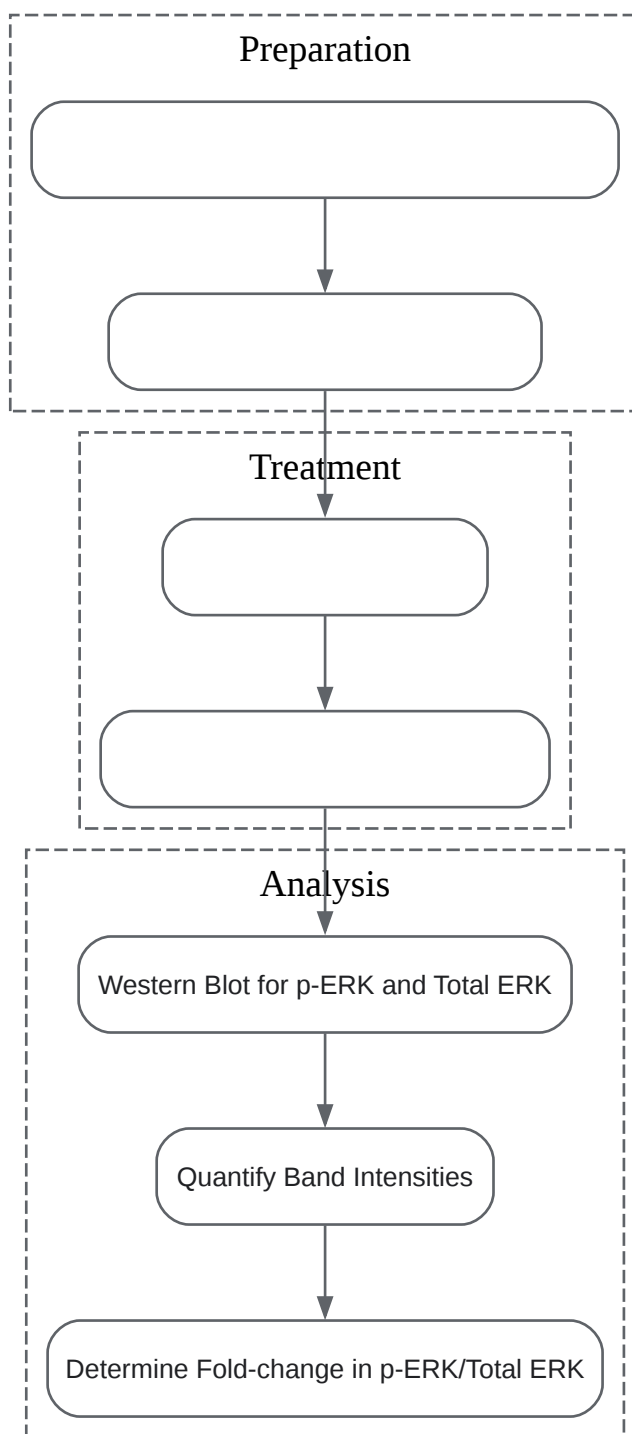 Preparation
Treatment
Analysis
Western Blot for p-ERK and Total ERK
Quantify Band Intensities
Determine Fold-change in p-ERK/Total ERK